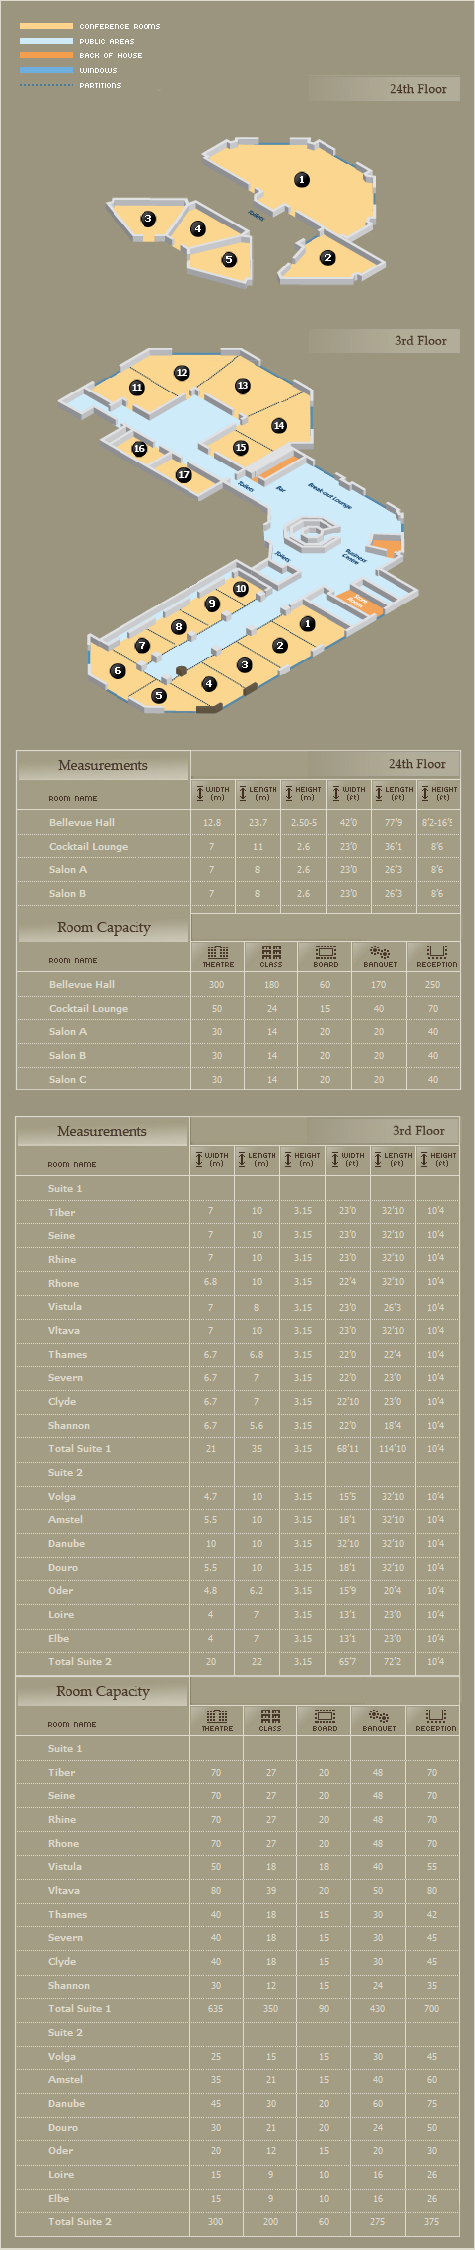 CONFERENCE ROOMS
PUBLIC AREAS
BACK OF HOUSE
WINDOWS
PARTITIONS
24th Floor
1
Toilets
3
4
5
2
3rd Floor
12
11
13
14
15
16
17
Toilets
Bar
Break-out Lounge
Business Centre
Toilets
10
9
8
7
6
5
4
3
2
1
Measurements 24th Floor
ROOM NAME WIDTH (m) LENGTH (m) HEIGHT (m) WIDTH (ft) LENGTH (ft) HEIGHT (ft)
Bellevue Hall 12.8 23.7 2.50-5 42'0 77'9 8'2-16'5
Cocktail Lounge 7 11 2.6 23'0 36'1 8'6
Salon A 7 8 2.6 23'0 26'3 8'6
Salon B 7 8 2.6 23'0 26'3 8'6
Room Capacity
ROOM NAME THEATRE CLASS BOARD BANQUET RECEPTION
Bellevue Hall 300 180 60 170 250
Cocktail Lounge 50 24 15 40 70
Salon A 30 14 20 20 40
Salon B 30 14 20 20 40
Salon C 30 14 20 20 40
Measurements 3rd Floor
ROOM NAME WIDTH (m) LENGTH (m) HEIGHT (m) WIDTH (ft) LENGTH (ft) HEIGHT (ft)
Suite 1
Tiber 7 10 3.15 23'0 32'10 10'4
Seine 7 10 3.15 23'0 32'10 10'4
Rhine 7 10 3.15 23'0 32'10 10'4
Rhone 6.8 10 3.15 22'4 32'10 10'4
Vistula 7 8 3.15 23'0 26'3 10'4
Vltava 7 10 3.15 23'0 32'10 10'4
Thames 6.7 6.8 3.15 22'0 22'4 10'4
Severn 6.7 7 3.15 22'0 23'0 10'4
Clyde 6.7 7 3.15 22'10 23'0 10'4
Shannon 6.7 5.6 3.15 22'0 18'4 10'4
Total Suite 1 21 35 3.15 68'11 114'10 10'4
Suite 2
Volga 4.7 10 3.15 15'5 32'10 10'4
Amstel 5.5 10 3.15 18'1 32'10 10'4
Danube 10 10 3.15 32'10 32'10 10'4
Douro 5.5 10 3.15 18'1 32'10 10'4
Oder 4.8 6.2 3.15 15'9 20'4 10'4
Loire 4 7 3.15 13'1 23'0 10'4
Elbe 4 7 3.15 13'1 23'0 10'4
Total Suite 2 20 22 3.15 65'7 72'2 10'4
Room Capacity
ROOM NAME THEATRE CLASS BOARD BANQUET RECEPTION
Suite 1
Tiber 70 27 20 48 70
Seine 70 27 20 48 70
Rhine 70 27 20 48 70
Rhone 70 27 20 48 70
Vistula 50 18 18 40 55
Vltava 80 39 20 50 80
Thames 40 18 15 30 42
Severn 40 18 15 30 45
Clyde 40 18 15 30 45
Shannon 30 12 15 24 35
Total Suite 1 635 350 90 430 700
Suite 2
Volga 25 15 15 30 45
Amstel 35 21 15 40 60
Danube 45 30 20 60 75
Douro 30 21 20 24 50
Oder 20 12 15 20 30
Loire 15 9 10 16 26
Elbe 15 9 10 16 26
Total Suite 2 300 200 60 275 375